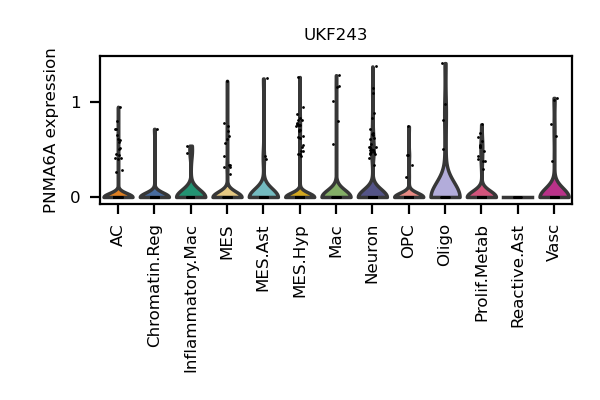 UKF243
PNMA6A expression
1
0
AC
Chromatin.Reg
Inflammatory.Mac
MES
MES.Ast
MES.Hyp
Mac
Neuron
OPC
Oligo
Prolif.Metab
Reactive.Ast
Vasc